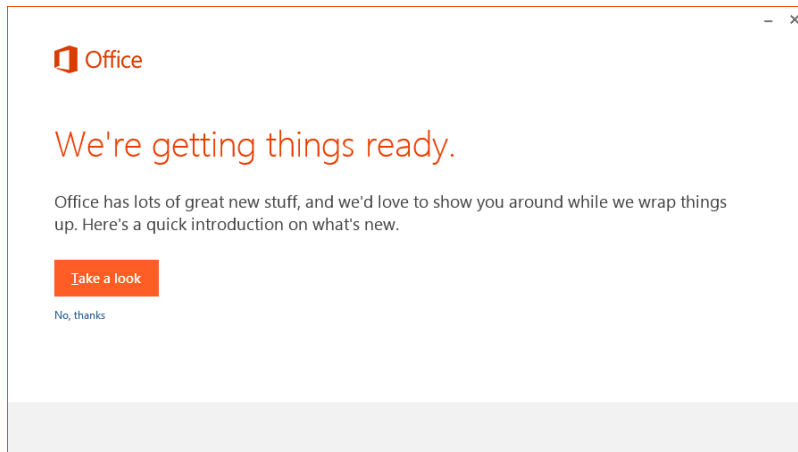 Office
We're getting things ready.
Office has lots of great new stuff, and we'd love to show you around while we wrap things
up. Here's a quick introduction on what's new.
Take a look
No, thanks